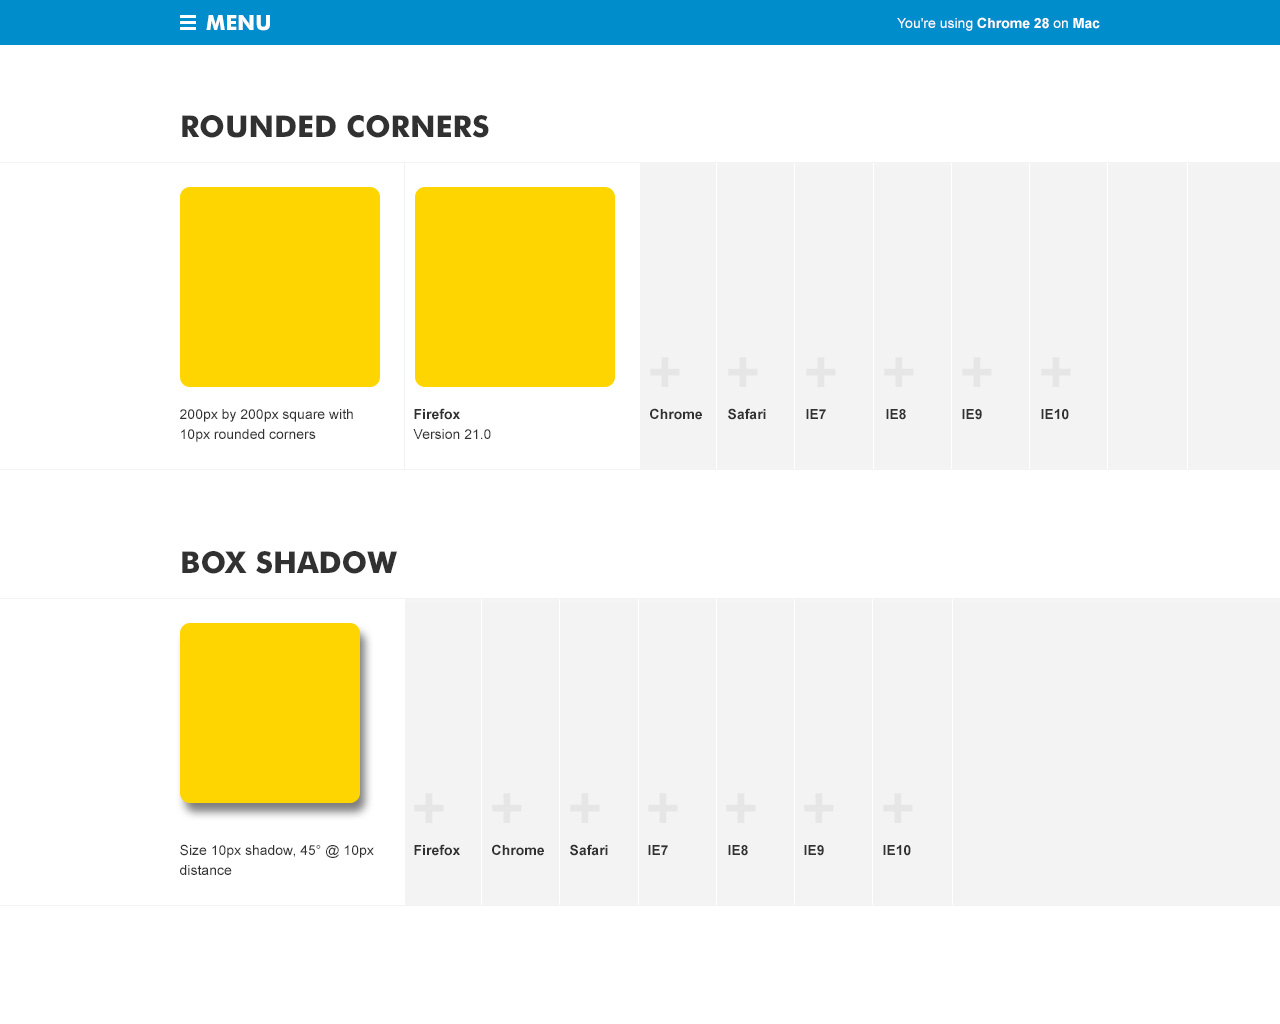 MENU
You're using Chrome 28 on Mac
ROUNDED CORNERS
200px by 200px square with
10px rounded corners
Firefox
Version 21.0
Chrome
Safari
IE7
IE8
IE9
IE10
BOX SHADOW
Size 10px shadow, 45° @ 10px
distance
Firefox
Chrome
Safari
IE7
IE8
IE9
IE10